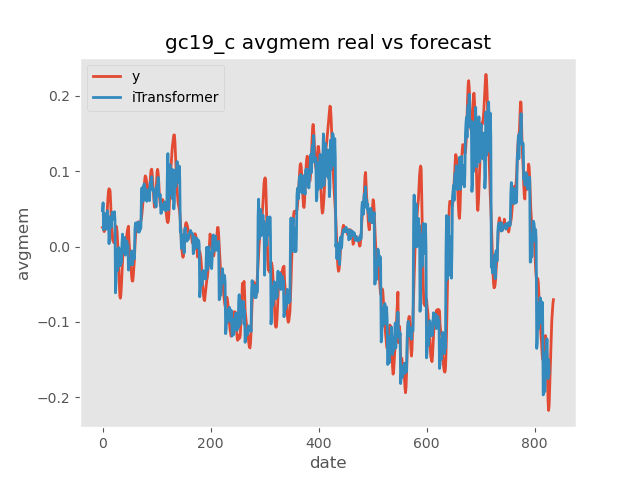 gc19_c avgmem real vs forecast
y
iTransformer
avgmem
0.2
0.1
0.0
−0.1
−0.2
0 200 400 600 800
date